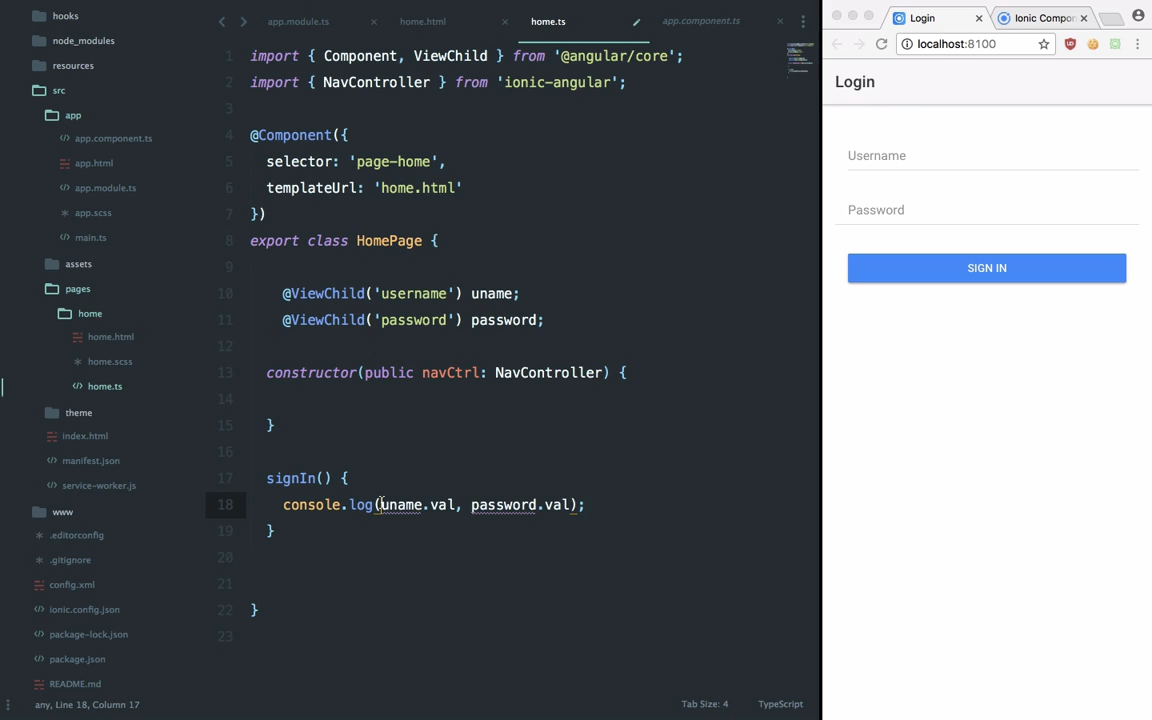 hooks
node_modules
resources
src
app
app.component.ts
app.html
app.module.ts
app.scss
main.ts
assets
pages
home
home.html
home.scss
home.ts
theme
index.html
manifest.json
service-worker.js
www
.editorconfig
.gitignore
config.xml
ionic.config.json
package-lock.json
package.json
README.md
app.module.ts
home.html
home.ts
app.component.ts
1 import { Component, ViewChild } from '@angular/core';
2 import { NavController } from 'ionic-angular';
3
4 @Component({
5 selector: 'page-home',
6 templateUrl: 'home.html'
7 })
8 export class HomePage {
9
10 @ViewChild('username') uname;
11 @ViewChild('password') password;
12
13 constructor(public navCtrl: NavController) {
14
15 }
16
17 signIn() {
18 console.log(uname.val, password.val);
19 }
20
21
22 }
23
any, Line 18, Column 17
Tab Size: 4
TypeScript
Login
Ionic Compon
localhost:8100
Login
Username
Password
SIGN IN